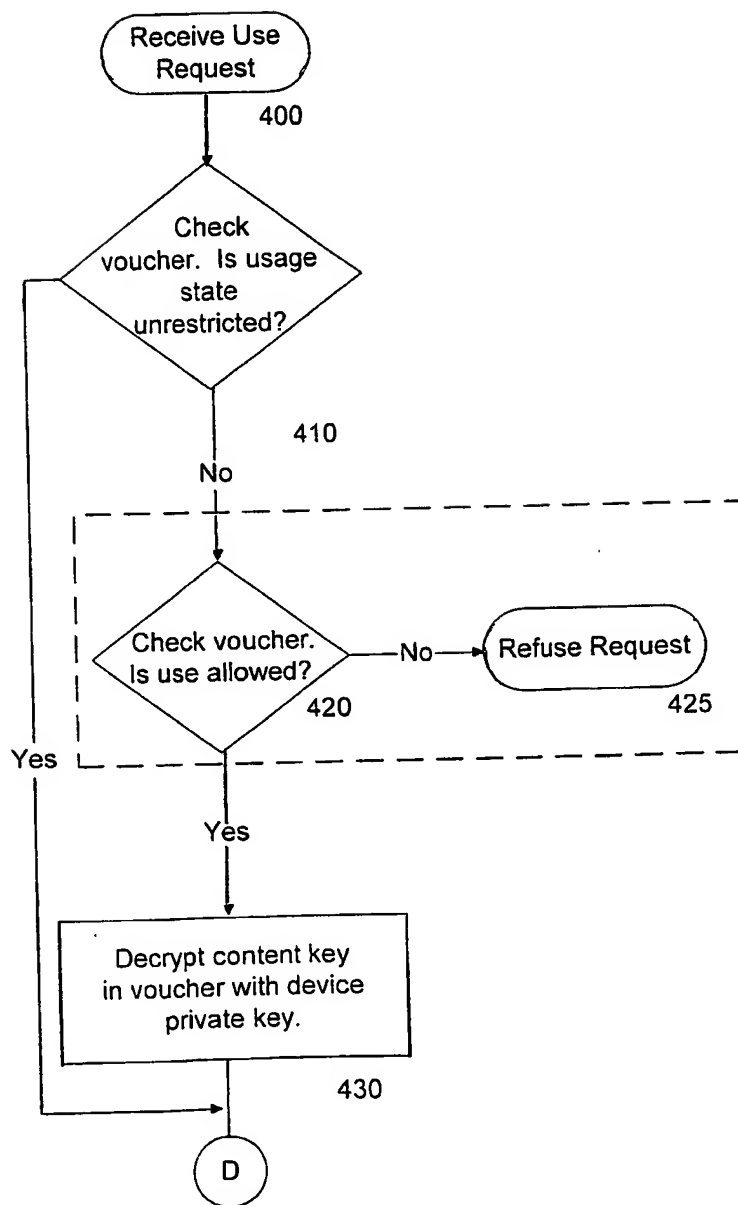 Receive Use
Request
400
Check
voucher. Is usage
state
unrestricted?
410
No
Check voucher.
Is use allowed?
420
No
Refuse Request
425
Yes
Yes
Decrypt content key
in voucher with device
private key.
430
D